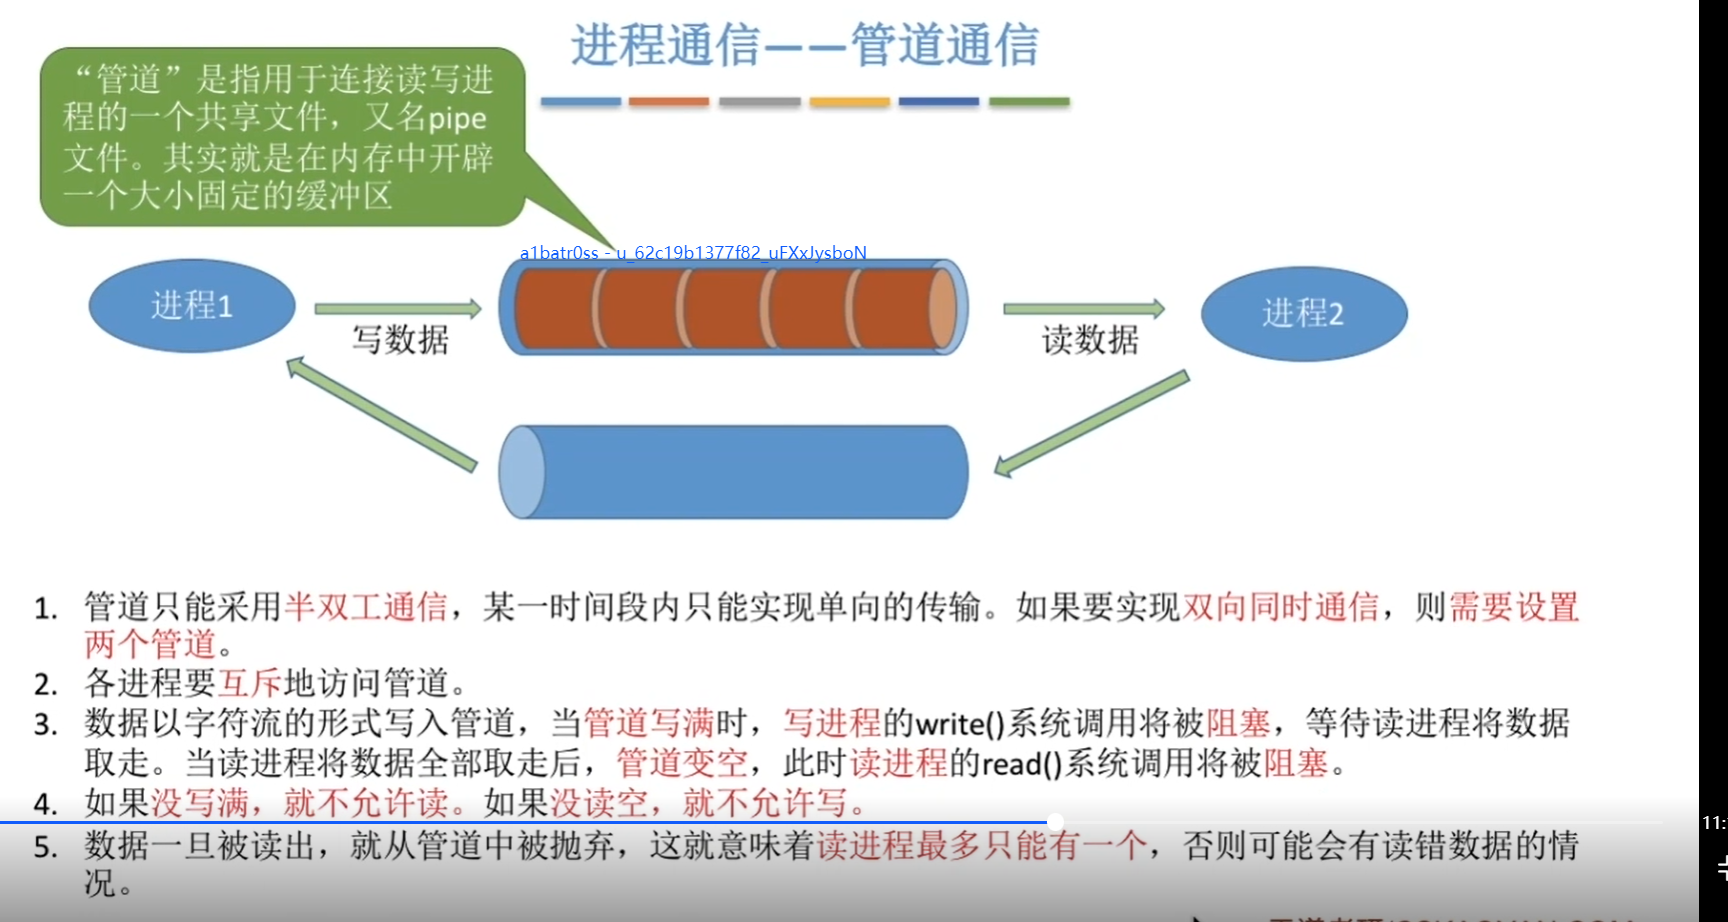 进程通信——管道通信
“管道”是指用于连接读写进
程的一个共享文件，又名pipe
文件。其实就是在内存中开辟
一个大小固定的缓冲区
a1batr0ss - u_62c19b1377f82_uFXxJysboN
进程1
写数据
读数据
进程2
1. 管道只能采用半双工通信，某一时间段内只能实现单向的传输。如果要实现双向同时通信，则需要设置
两个管道。
2. 各进程要互斥地访问管道。
3. 数据以字符流的形式写入管道，当管道写满时，写进程的write()系统调用将被阻塞，等待读进程将数据
取走。当读进程将数据全部取走后，管道变空，此时读进程的read()系统调用将被阻塞。
4. 如果没写满，就不允许读。如果没读空，就不允许写。
11:
5. 数据一旦被读出，就从管道中被抛弃，这就意味着读进程最多只能有一个，否则可能会有读错数据的情
况。